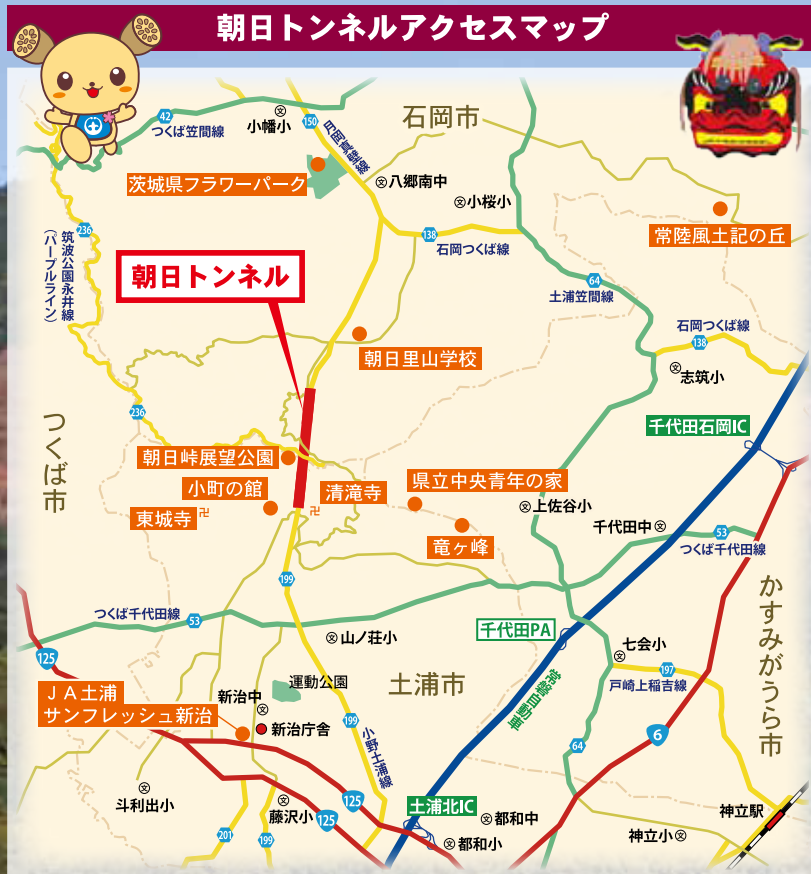 朝日トンネルアクセスマップ
石岡市
42
つくば笠間線
小幡小
150
月岡真壁線
八郷南中
小桜小
茨城県フラワーパーク
138
石岡つくば線
常陸風土記の丘
236
筑波公園永井線
(パープルライン)
朝日トンネル
64
土浦笠間線
石岡つくば線
138
志筑小
朝日里山学校
236
つくば市
千代田石岡IC
朝日峠展望公園
小町の館
清滝寺
県立中央青年の家
東城寺
上佐谷小
千代田中
竜ヶ峰
53
つくば千代田線
199
かすみがうら市
つくば千代田線
53
山ノ荘小
千代田PA
七会小
125
土浦市
197
戸崎上稲吉線
JA土浦
サンフレッシュ新治
新治中
運動公園
常磐自動車
新治庁舎
199
小野土浦線
6
64
斗利出小
藤沢小
125
125
土浦北IC
都和中
都和小
神立駅
神立小
201
199